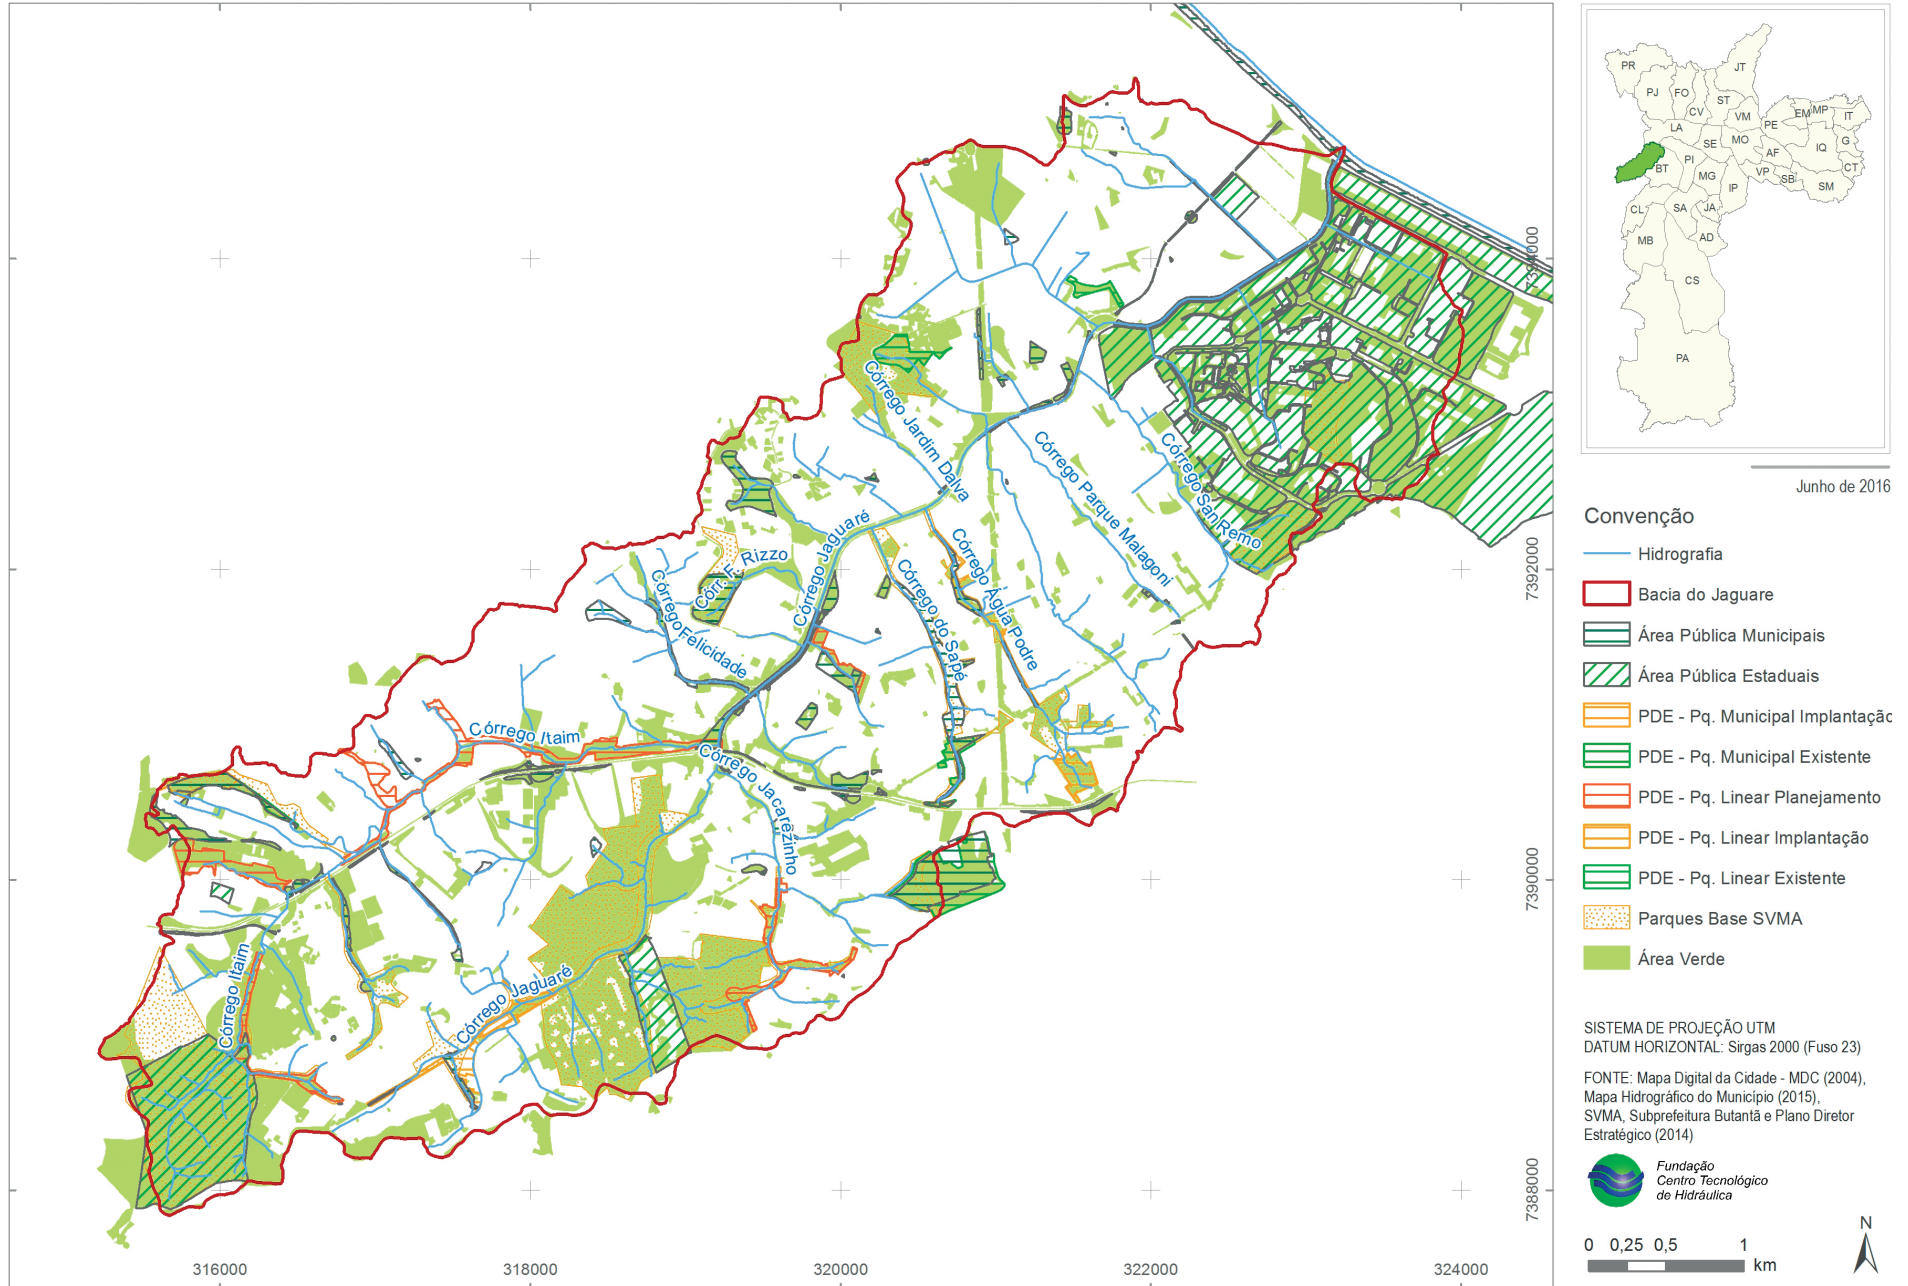 Córrego Jardim Dalva
Córrego Parque Malagoni
Córrego San Remo
Córrego Jaguaré
Córr. F. Rizzo
Córrego Felicidade
Córrego do Sapé
Córrego Água Podre
Córrego Itaim
Córrego Jacarezinho
Córrego Itaim
Córrego Jaguaré
316000
318000
320000
322000
324000
7394000
7392000
7390000
7388000
PR
JT
PJ
FO
CV
ST
VM
EM
MP
IT
LA
SE
MO
PE
IQ
G
BT
PI
MG
AF
VP
SB
CT
IP
SM
CL
SA
JA
MB
AD
CS
PA
Junho de 2016
Convenção
Hidrografia
Bacia do Jaguare
Área Pública Municipais
Área Pública Estaduais
PDE - Pq. Municipal Implantação
PDE - Pq. Municipal Existente
PDE - Pq. Linear Planejamento
PDE - Pq. Linear Implantação
PDE - Pq. Linear Existente
Parques Base SVMA
Área Verde
SISTEMA DE PROJEÇÃO UTM
DATUM HORIZONTAL: Sirgas 2000 (Fuso 23)
FONTE: Mapa Digital da Cidade - MDC (2004),
Mapa Hidrográfico do Município (2015),
SVMA, Subprefeitura Butantã e Plano Diretor
Estratégico (2014)
Fundação
Centro Tecnológico
de Hidráulica
N
0 0,25 0,5 1
km